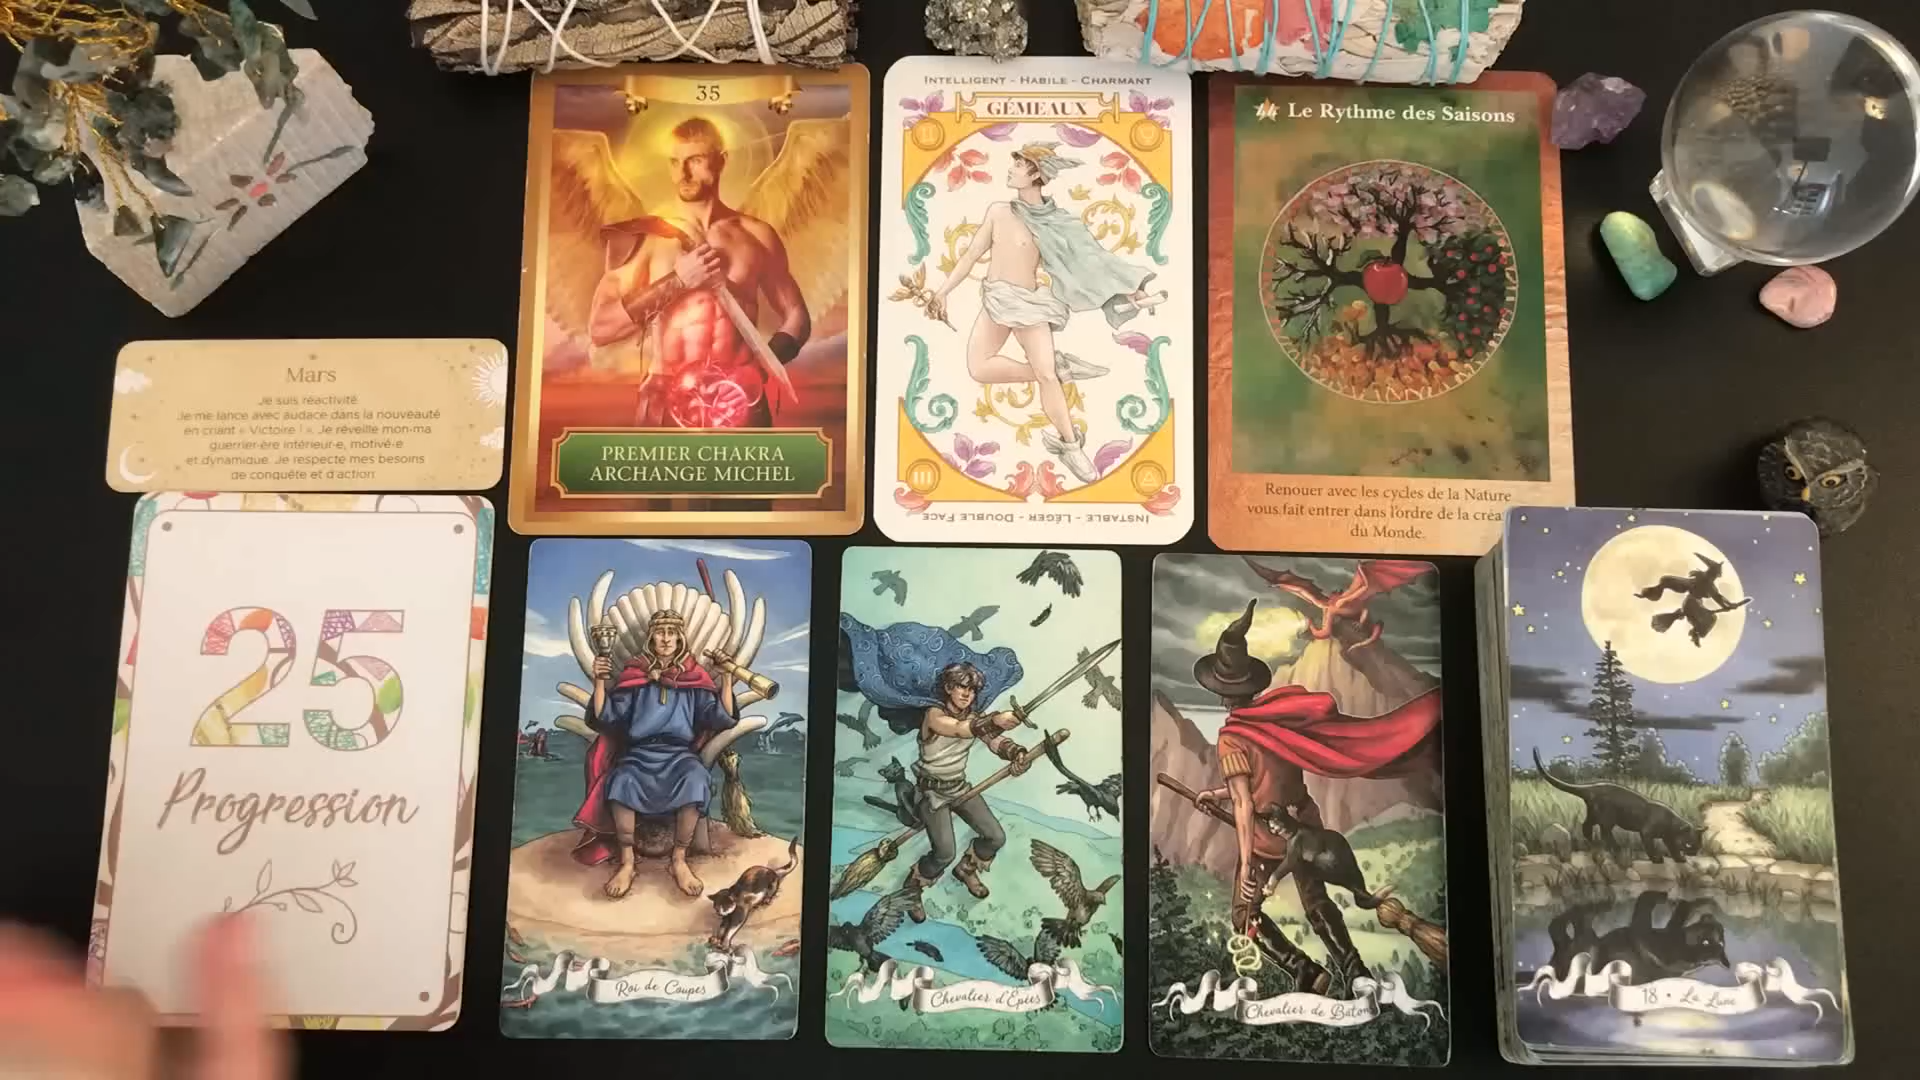 35
PREMIER CHAKRA
ARCHANGE MICHEL
INTELLIGENT - HABILE - CHARMANT
GÉMEAUX
III
INSTABLE - LÉGER - DOUBLE FACE
44 Le Rythme des Saisons
Renouer avec les cycles de la Nature
vous fait entrer dans l'ordre de la créa
du Monde.
Mars
Je suis réactivité.
Je me lance avec audace dans la nouveauté
en criant « Victoire ! ». Je réveille mon·ma
guerrier·ère intérieur·e, motivé·e
et dynamique. Je respecte mes besoins
de conquête et d'action.
25
Progression
Roi de Coupes
Chevalier d'Épées
Chevalier de Bâton
18 • La Lune